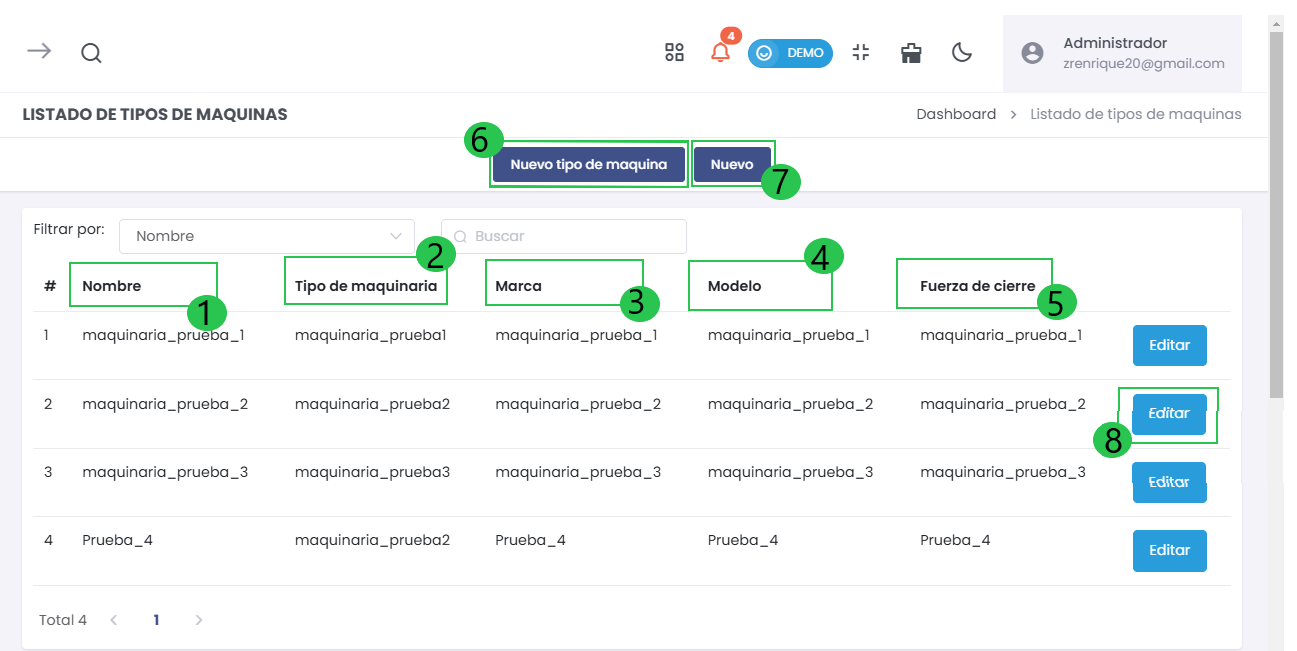 4
DEMO
Administrador
zrenrique20@gmail.com
LISTADO DE TIPOS DE MAQUINAS
Dashboard > Listado de tipos de maquinas
6
Nuevo tipo de maquina
Nuevo
7
Filtrar por:
Nombre
Buscar
2
4
# Nombre Tipo de maquinaria Marca Modelo Fuerza de cierre
1
3
5
1 maquinaria_prueba_1 maquinaria_prueba1 maquinaria_prueba_1 maquinaria_prueba_1 maquinaria_prueba_1 Editar
2 maquinaria_prueba_2 maquinaria_prueba2 maquinaria_prueba_2 maquinaria_prueba_2 maquinaria_prueba_2 Editar
8
3 maquinaria_prueba_3 maquinaria_prueba3 maquinaria_prueba_3 maquinaria_prueba_3 maquinaria_prueba_3 Editar
4 Prueba_4 maquinaria_prueba2 Prueba_4 Prueba_4 Prueba_4 Editar
Total 4 < 1 >